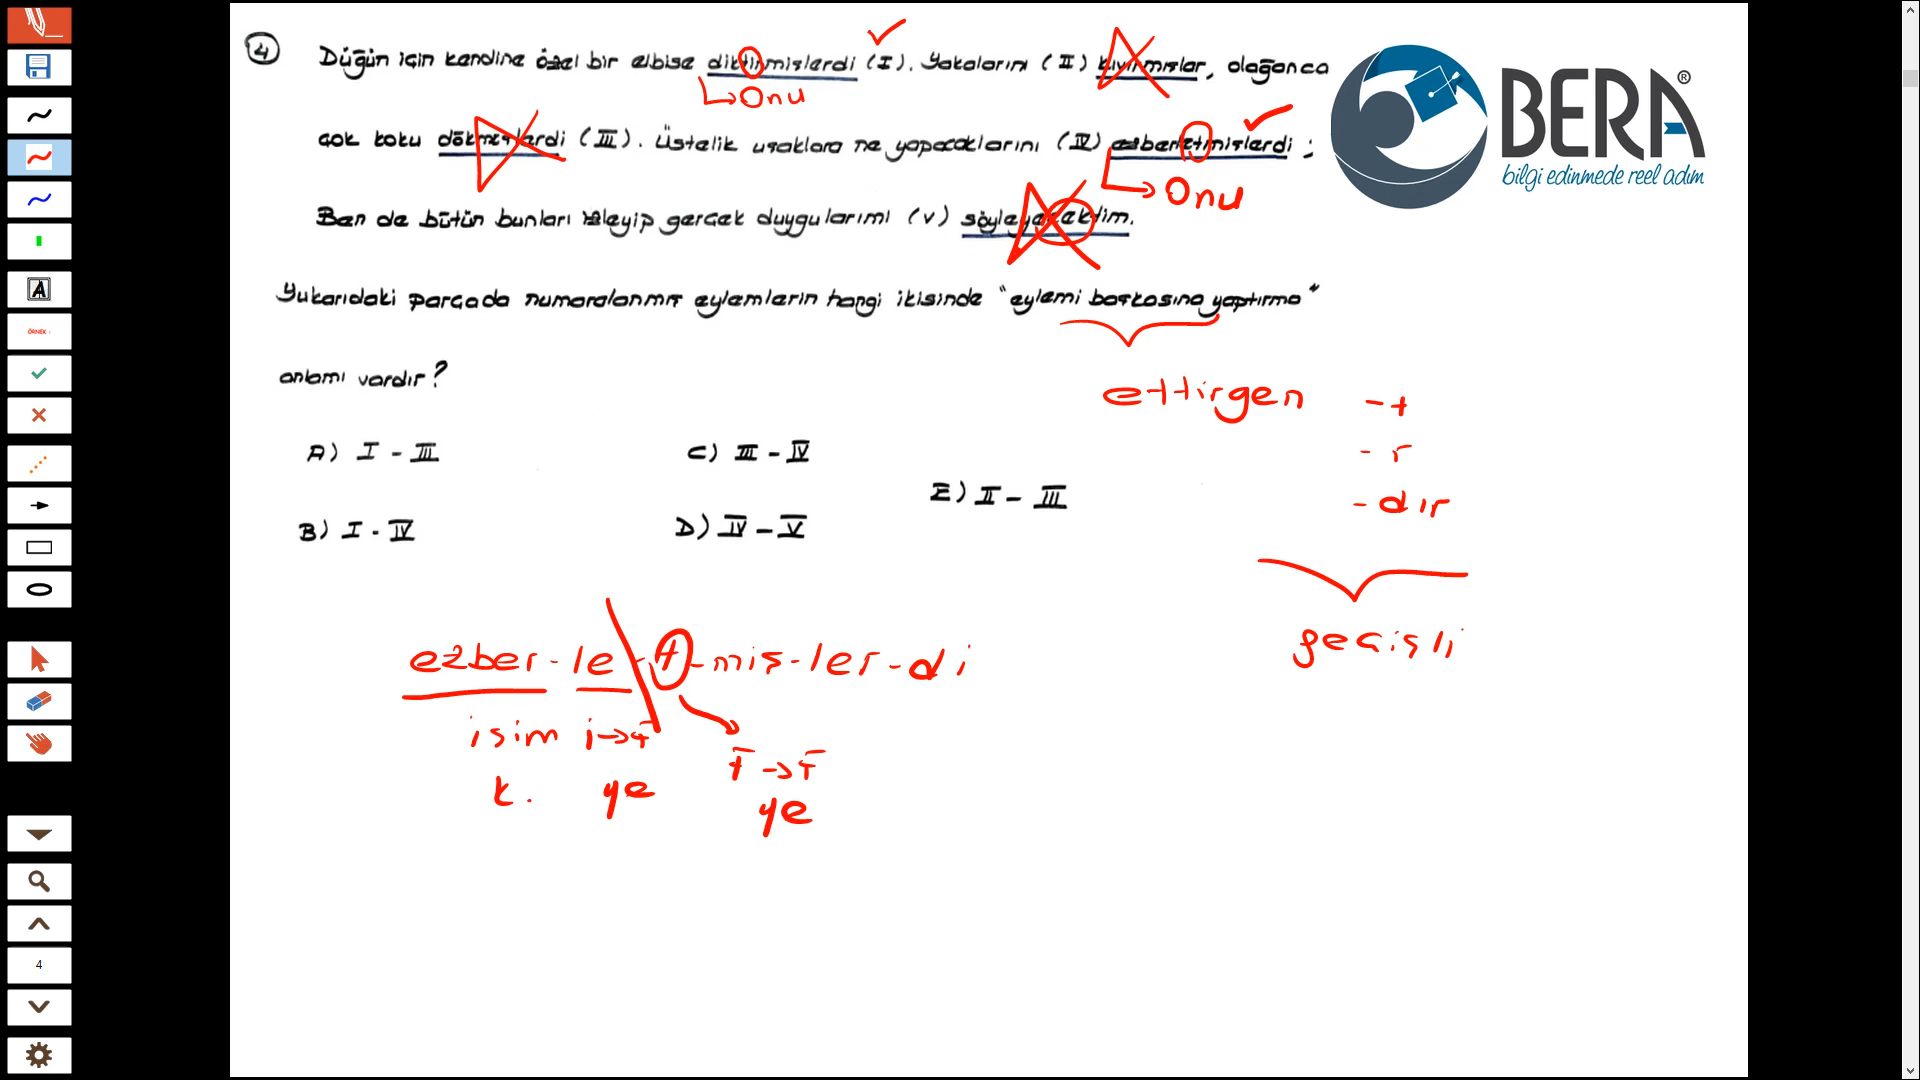 4 Düğün için kendine özel bir elbise diktirmişlerdi (I). Yakalarını (II) kıvırmışlar, olağanca
Onu
çok koku dökmüşlerdi (III). Üstelik uşaklara ne yapacaklarını (IV) ezberletmişlerdi;
Onu
Ben de bütün bunları izleyip gerçek duygularımı (V) söyleyecektim.
Yukarıdaki parçada numaralanmış eylemlerin hangi ikisinde "eylemi başkasına yaptırma"
anlamı vardır?
ettirgen
-t
-r
-dır
geçişli
A) I - III
B) I - IV
C) III - IV
D) IV - V
E) II - III
ezber-le-t-miş-ler-di
isim
k.
ye
ye
BERA ®
bilgi edinmede reel adım
A
ÖRNEK :
4